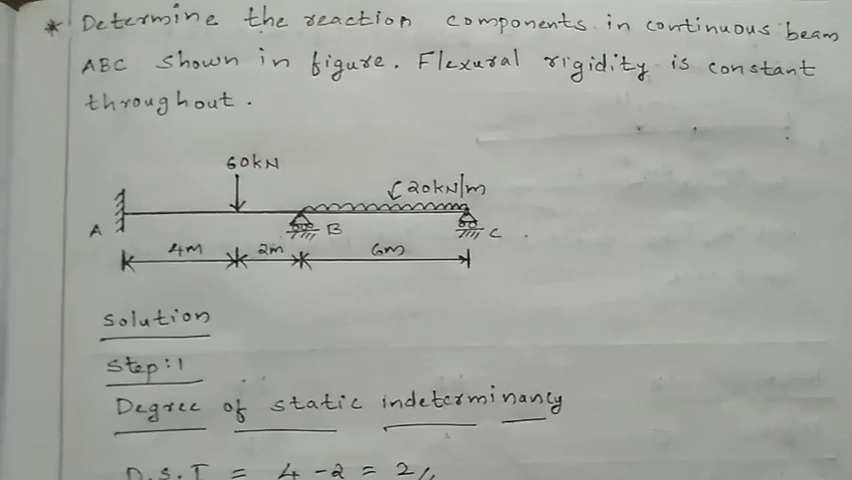 * Determine the reaction components in continuous beam
ABC shown in figure. Flexural rigidity is constant
throughout.
60kN
20kN/m
A
B
C
4m
2m
6m
Solution
Step:1
Degree of static indeterminancy
D.S.I = 4 - 2 = 2//